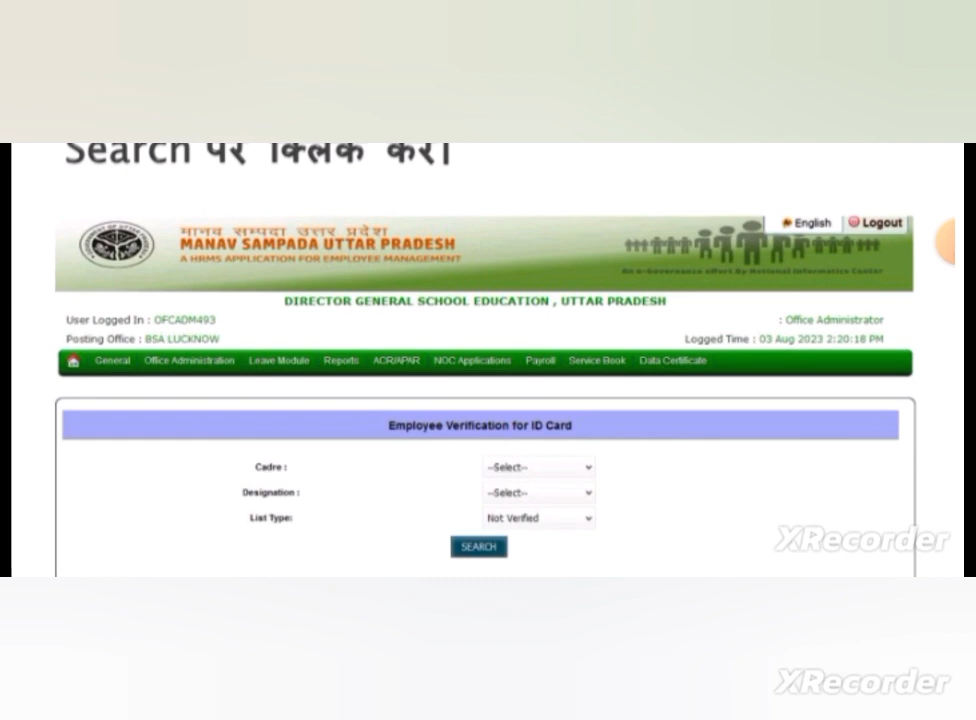 Search पर क्लिक करें।
मानव सम्पदा उत्तर प्रदेश
MANAV SAMPADA UTTAR PRADESH
A HRMS APPLICATION FOR EMPLOYEE MANAGEMENT
English Logout
An e-Governance effort By National Informatics Center
DIRECTOR GENERAL SCHOOL EDUCATION , UTTAR PRADESH
User Logged In : OFCADM493 : Office Administrator
Posting Office : BSA LUCKNOW Logged Time : 03 Aug 2023 2:20:18 PM
General Office Administration Leave Module Reports ACR/APAR NOC Applications Payroll Service Book Data Certificate
Employee Verification for ID Card
Cadre : --Select--
Designation : --Select--
List Type: Not Verified
SEARCH
XRecorder
XRecorder